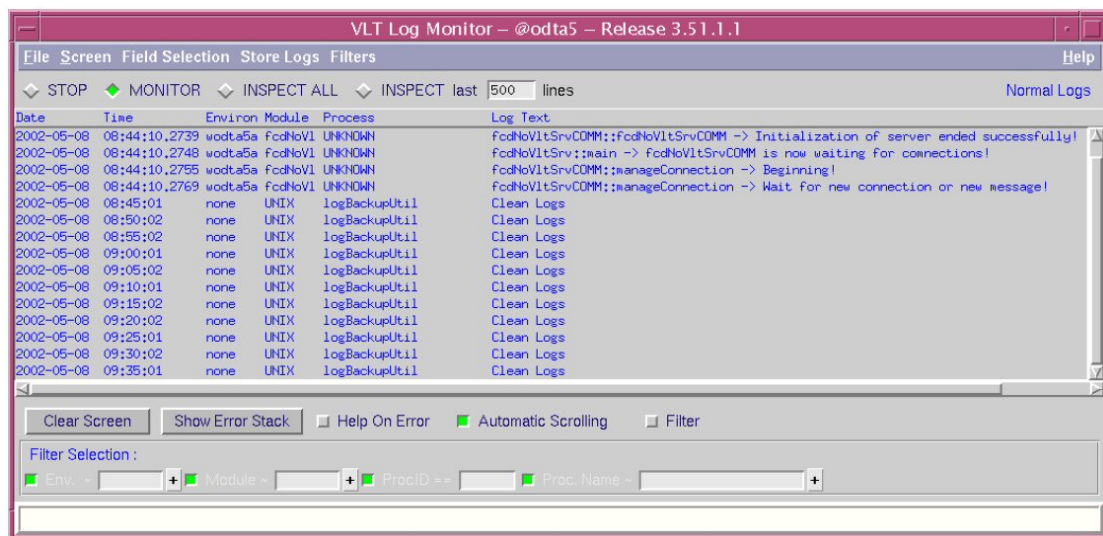 VLT Log Monitor – @odta5 – Release 3.51.1.1
File Screen Field Selection Store Logs Filters Help
STOP MONITOR INSPECT ALL INSPECT last 500 lines Normal Logs
Date Time Environ Module Process Log Text
2002-05-08 08:44:10.2739 wodta5a fcdNoVl UNKNOWN fcdNoVltSrvCOMM::fcdNoVltSrvCOMM -> Initialization of server ended successfully!
2002-05-08 08:44:10.2748 wodta5a fcdNoVl UNKNOWN fcdNoVltSrv::main -> fcdNoVltSrvCOMM is now waiting for connections!
2002-05-08 08:44:10.2755 wodta5a fcdNoVl UNKNOWN fcdNoVltSrvCOMM::manageConnection -> Beginning!
2002-05-08 08:44:10.2769 wodta5a fcdNoVl UNKNOWN fcdNoVltSrvCOMM::manageConnection -> Wait for new connection or new message!
2002-05-08 08:45:01 none UNIX logBackupUtil Clean Logs
2002-05-08 08:50:02 none UNIX logBackupUtil Clean Logs
2002-05-08 08:55:02 none UNIX logBackupUtil Clean Logs
2002-05-08 09:00:01 none UNIX logBackupUtil Clean Logs
2002-05-08 09:05:02 none UNIX logBackupUtil Clean Logs
2002-05-08 09:10:01 none UNIX logBackupUtil Clean Logs
2002-05-08 09:15:02 none UNIX logBackupUtil Clean Logs
2002-05-08 09:20:02 none UNIX logBackupUtil Clean Logs
2002-05-08 09:25:01 none UNIX logBackupUtil Clean Logs
2002-05-08 09:30:02 none UNIX logBackupUtil Clean Logs
2002-05-08 09:35:01 none UNIX logBackupUtil Clean Logs
Clear Screen Show Error Stack Help On Error Automatic Scrolling Filter
Filter Selection :
Env. ~ + Module ~ + ProcID == Proc. Name ~ +